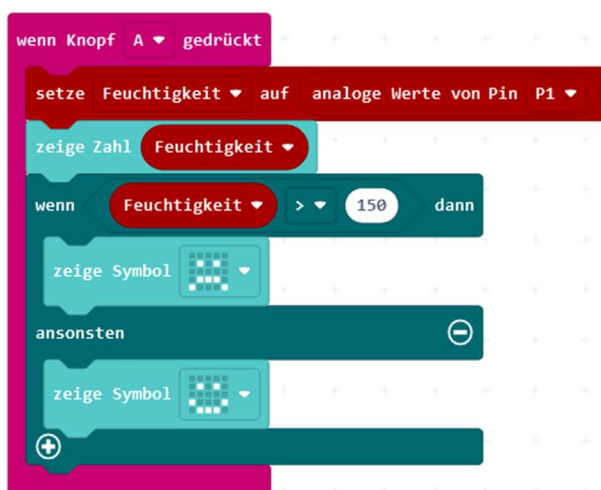 wenn Knopf A gedrückt
setze Feuchtigkeit auf analoge Werte von Pin P1
zeige Zahl Feuchtigkeit
wenn Feuchtigkeit > 150 dann
zeige Symbol
ansonsten
zeige Symbol